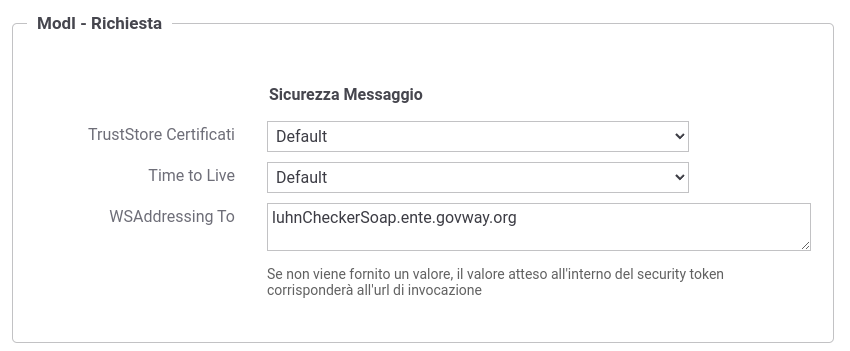 ModI - Richiesta
Sicurezza Messaggio
TrustStore Certificati Default
Time to Live Default
WSAddressing To luhnCheckerSoap.ente.govway.org
Se non viene fornito un valore, il valore atteso all'interno del security token
corrisponderà all'url di invocazione